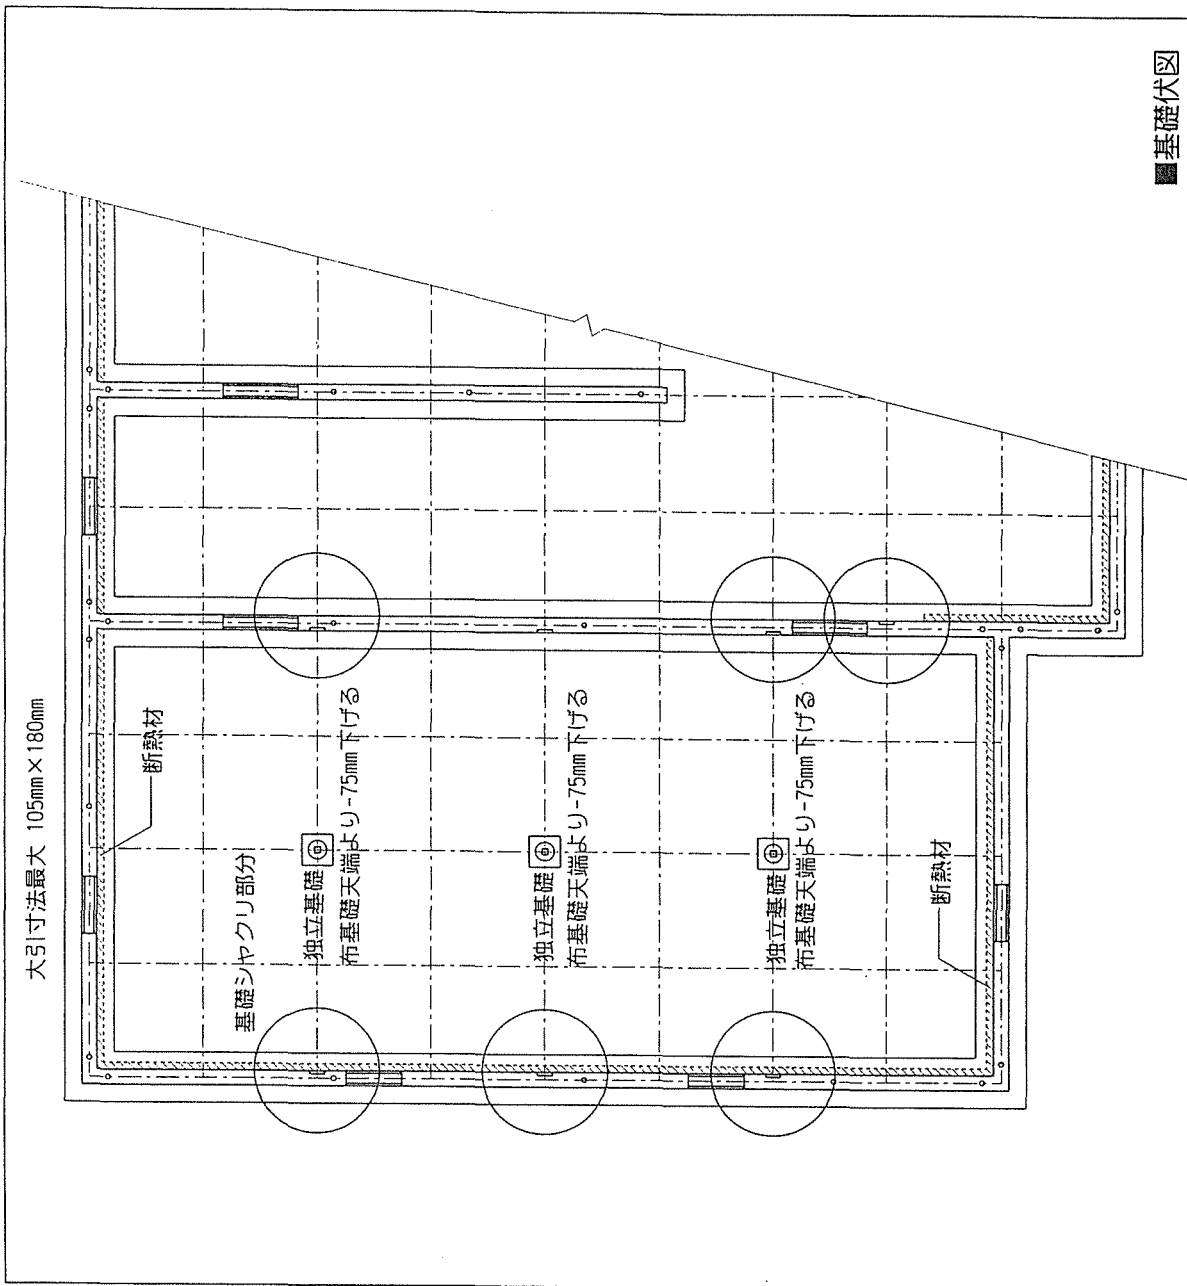 大引寸法最大 105mm×180mm
断熱材
基礎シャクリ部分
独立基礎
布基礎天端より-75mm下げる
独立基礎
布基礎天端より-75mm下げる
独立基礎
布基礎天端より-75mm下げる
断熱材
■基礎伏図